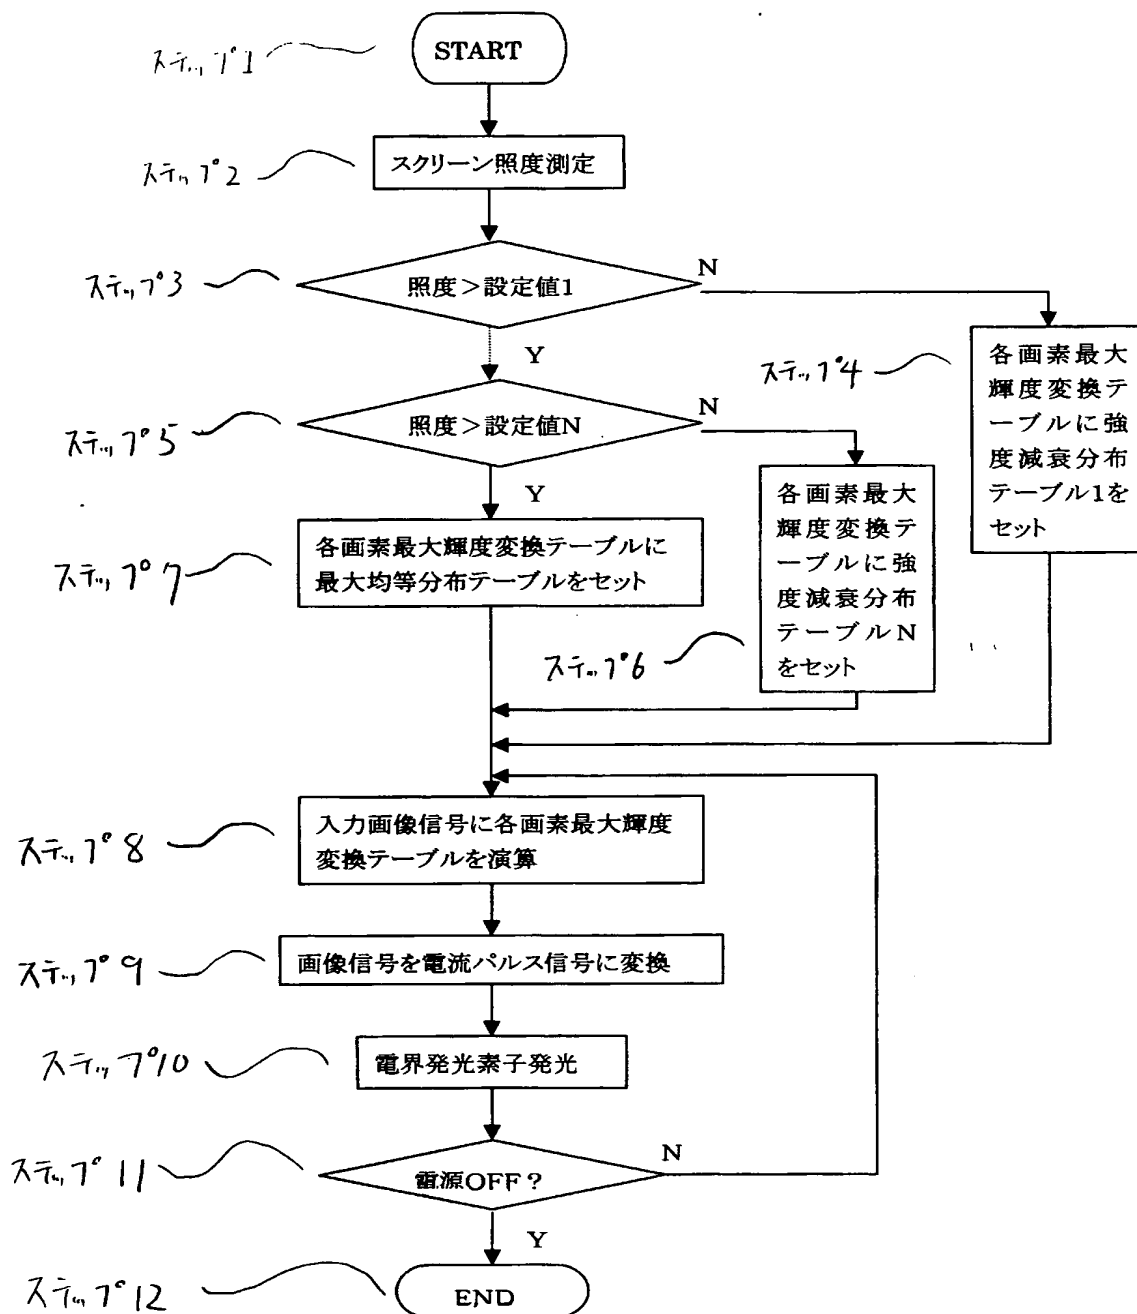 ステップ1
START
ステップ2
スクリーン照度測定
ステップ3
照度>設定値1
N
Y
ステップ4
各画素最大
輝度変換テ
ーブルに強
度減衰分布
テーブル1を
セット
ステップ5
照度>設定値N
N
Y
ステップ6
各画素最大
輝度変換テ
ーブルに強
度減衰分布
テーブルN
をセット
ステップ7
各画素最大輝度変換テーブルに
最大均等分布テーブルをセット
ステップ8
入力画像信号に各画素最大輝度
変換テーブルを演算
ステップ9
画像信号を電流パルス信号に変換
ステップ10
電界発光素子発光
ステップ11
電源OFF?
N
Y
ステップ12
END